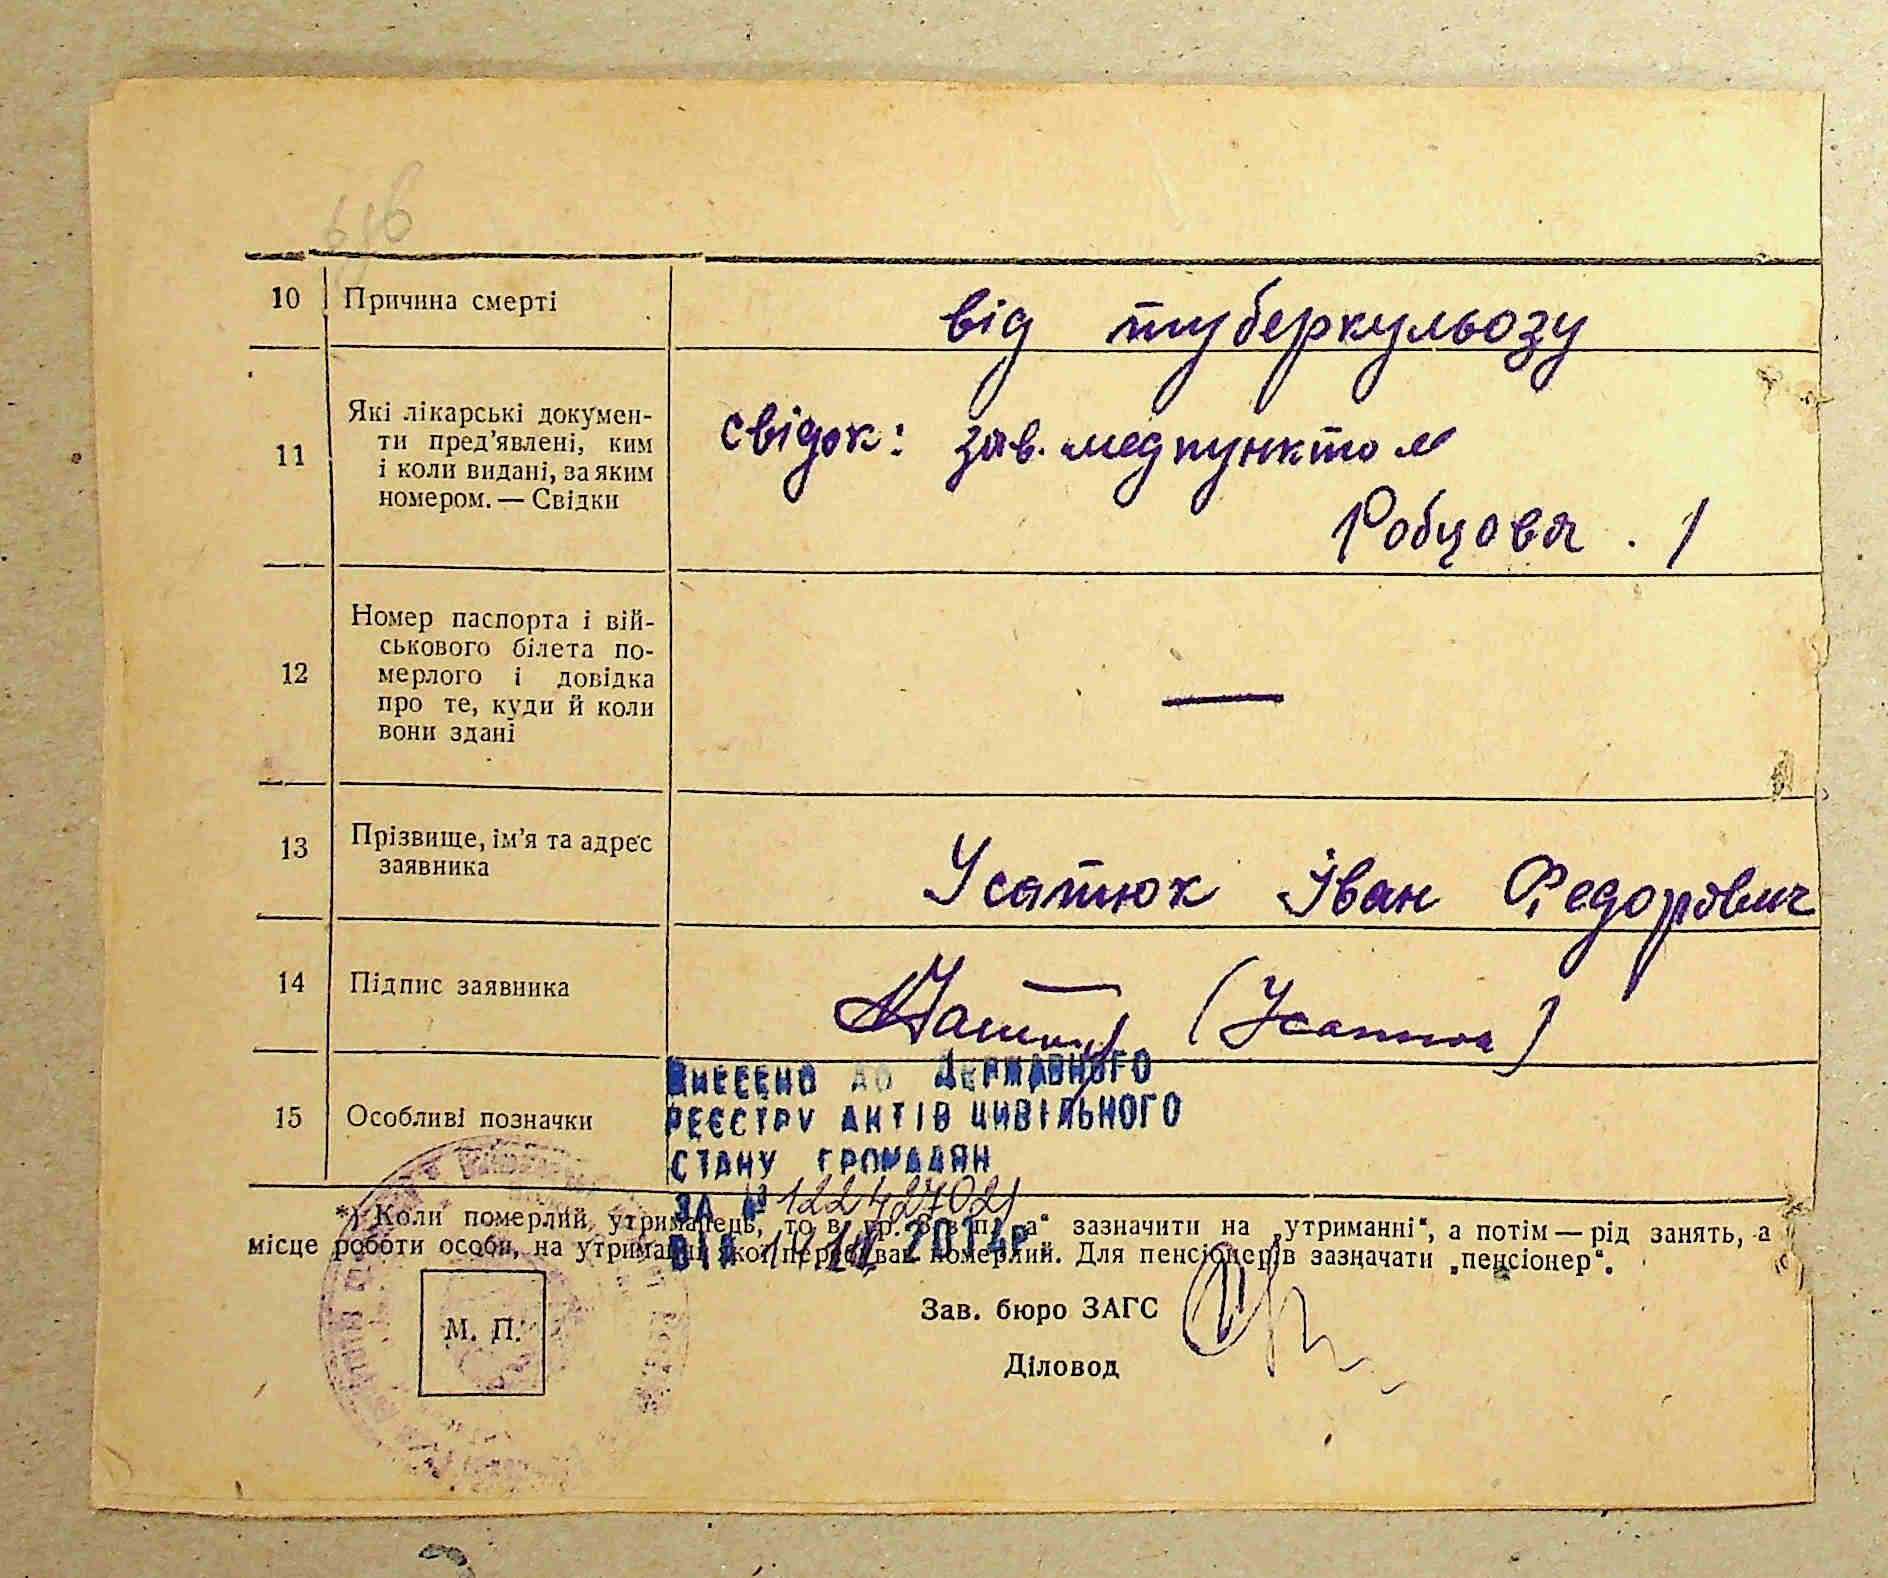 10 Причина смерті
від туберкульозу
11 Які лікарські докумен-
ти пред'явлені, ким
і коли видані, за яким
номером. — Свідки
свідок: зав. медпунктом
Робцова.
12 Номер паспорта і вій-
ськового білета по-
мерлого і довідка
про те, куди й коли
вони здані
—
13 Прізвище, ім'я та адрес
заявника
Усатюк Іван Федорович
14 Підпис заявника
15 Особливі позначки
Внесено до Державного
реєстру актів цивільного
стану громадян
за №
від 2014р.
*) Коли померлий, утриманець, то в гр. 8 п. „а“ зазначити на „утриманні“, а потім — рід занять, а
місце роботи особи, на утриманні якої перебував померлий. Для пенсіонерів зазначати „пенсіонер“.
Зав. бюро ЗАГС
М. П.
Діловод